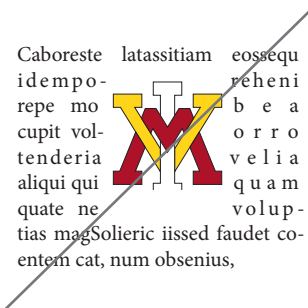 Caboreste latassitiam eossequ
idempo- reheni
repe mo b e a
cupit vol- o r r o
tenderia v e l i a
aliqui qui q u a m
quate ne volup-
tias magSolieric iissed faudet co-
entem cat, num obsenius,